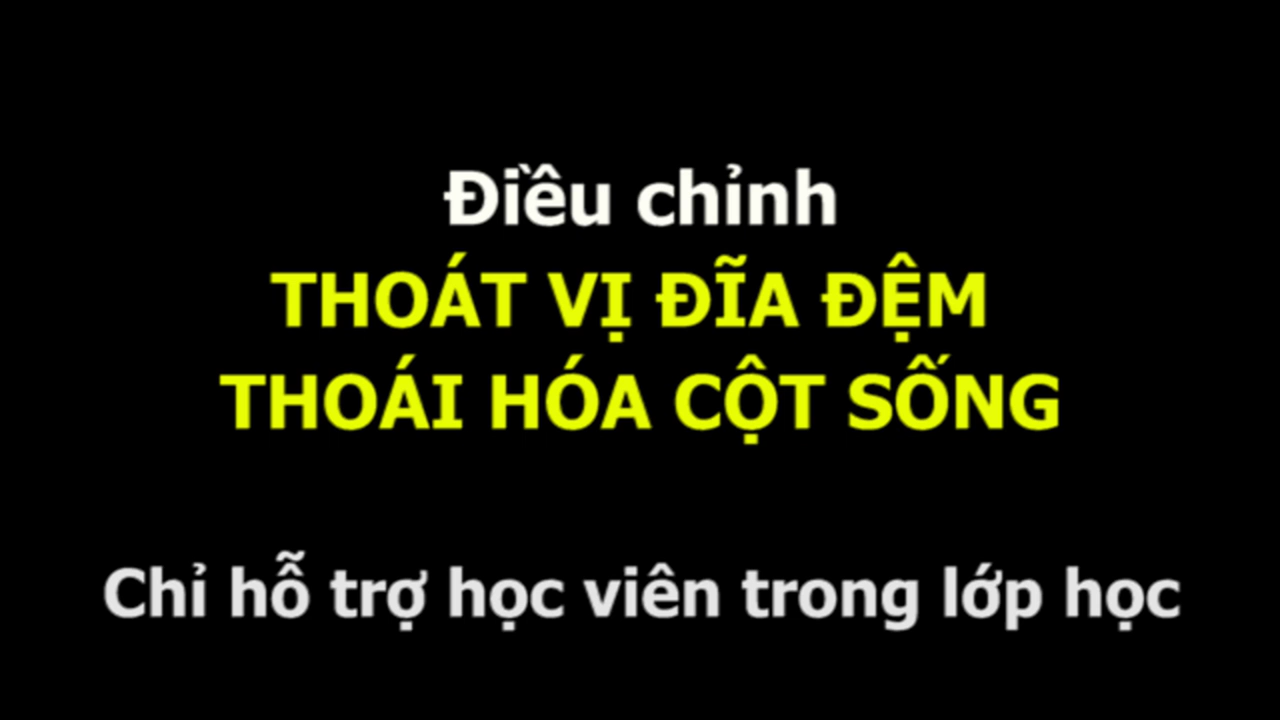 Điều chỉnh
THOÁT VỊ ĐĨA ĐỆM
THOÁI HÓA CỘT SỐNG
Chỉ hỗ trợ học viên trong lớp học